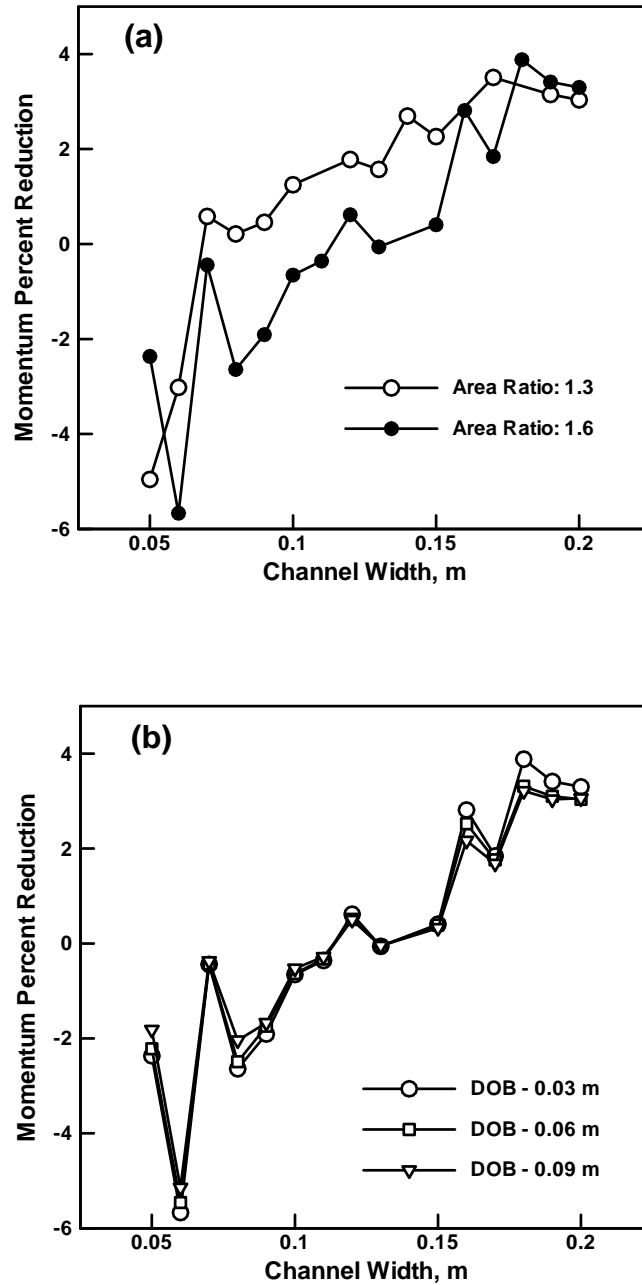 (a)
Momentum Percent Reduction
4
2
0
-2
-4
-6
Area Ratio: 1.3
Area Ratio: 1.6
0.05 0.1 0.15 0.2
Channel Width, m
(b)
Momentum Percent Reduction
4
2
0
-2
-4
-6
DOB - 0.03 m
DOB - 0.06 m
DOB - 0.09 m
0.05 0.1 0.15 0.2
Channel Width, m